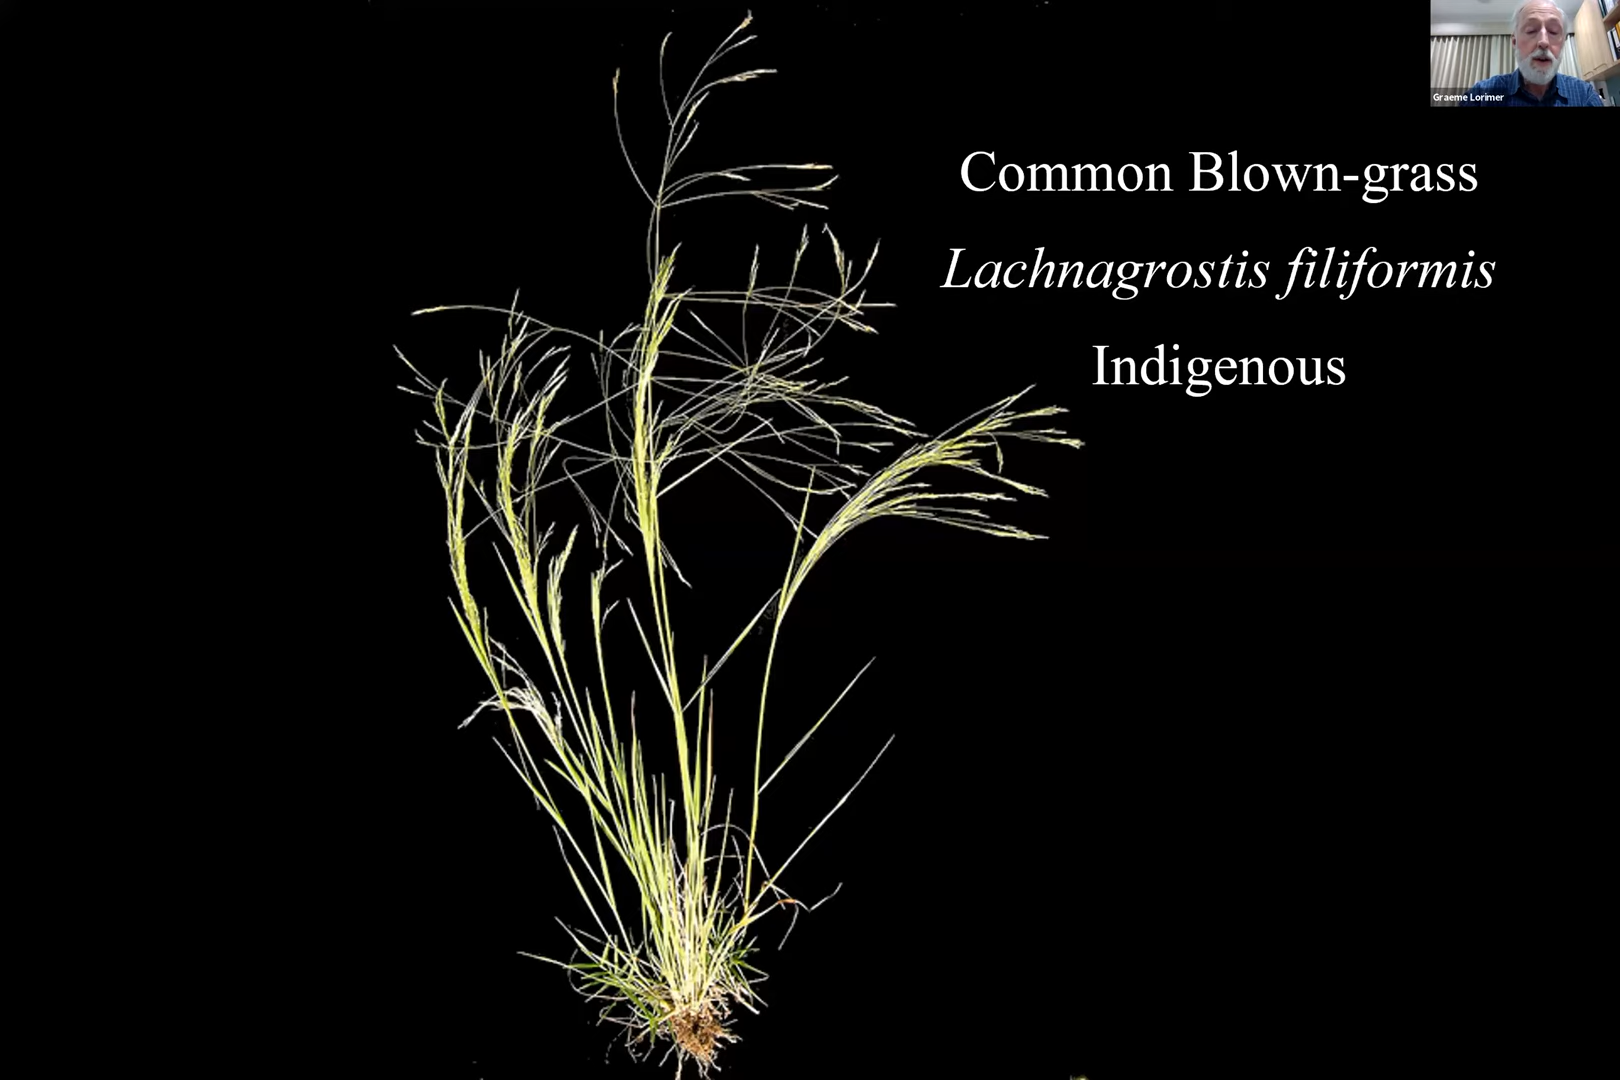 Graeme Lorimer
Common Blown-grass
Lachnagrostis filiformis
Indigenous